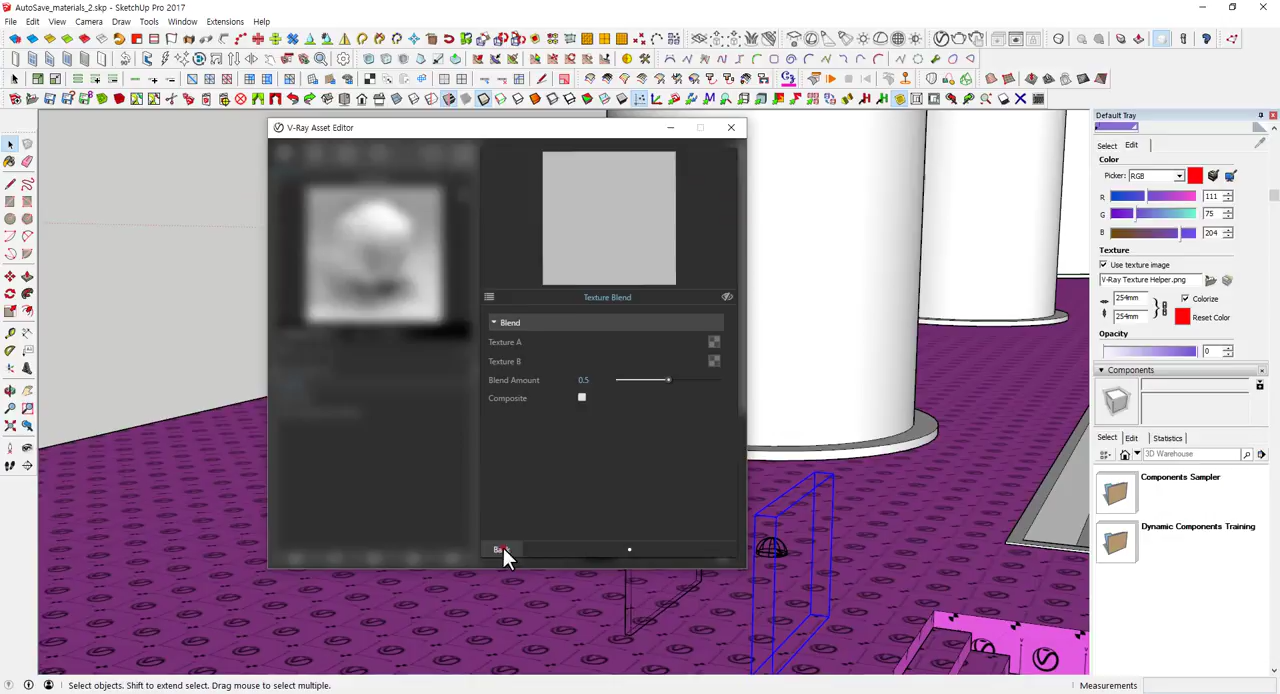 AutoSave_materials_2.skp - SketchUp Pro 2017
File Edit View Camera Draw Tools Window Extensions Help
V-Ray Asset Editor
Texture Blend
Blend
Texture A
Texture B
Blend Amount 0.5
Composite
Default Tray
Select Edit
Color
Picker: RGB
R 111
G 75
B 204
Texture
Use texture image
V-Ray Texture Helper.png
254mm Colorize
254mm Reset Color
Opacity
0
Components
Select Edit Statistics
3D Warehouse
Components Sampler
Dynamic Components Training
Select objects. Shift to extend select. Drag mouse to select multiple.
Measurements